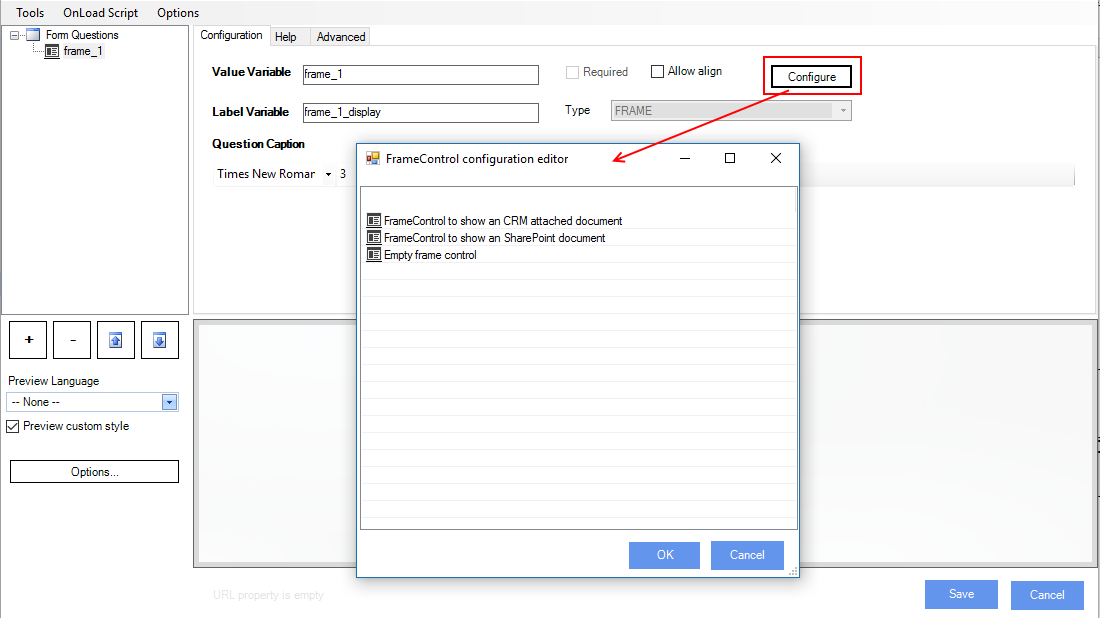 Tools OnLoad Script Options
Form Questions
frame_1
Configuration Help Advanced
Value Variable frame_1 Required Allow align Configure
Label Variable frame_1_display Type FRAME
Question Caption
Times New Roman 3
FrameControl configuration editor
FrameControl to show an CRM attached document
FrameControl to show an SharePoint document
Empty frame control
+ -
Preview Language
-- None --
Preview custom style
Options...
OK Cancel
URL property is empty
Save Cancel